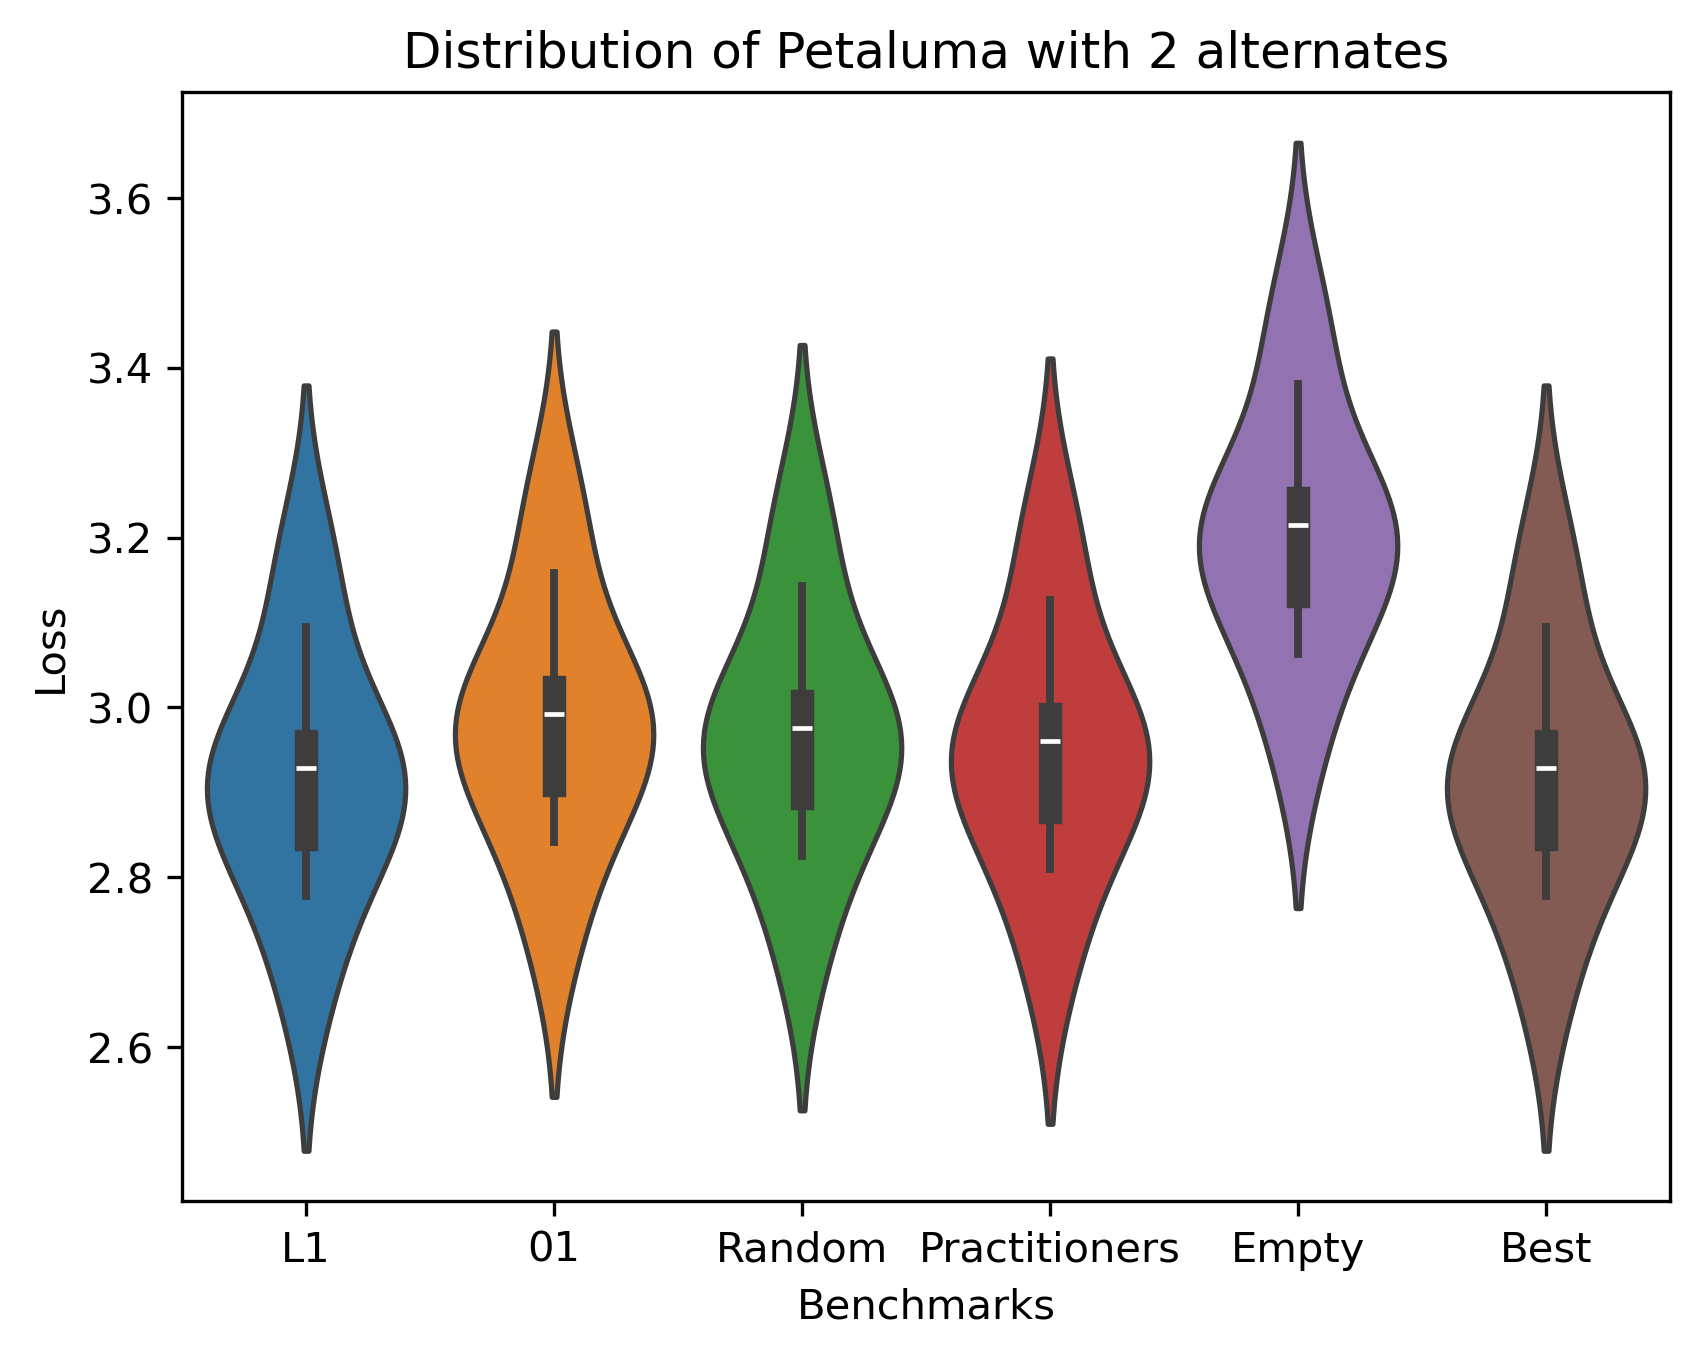 Distribution of Petaluma with 2 alternates
3.6
3.4
3.2
3.0
2.8
2.6
Loss
L1 01 Random Practitioners Empty Best
Benchmarks